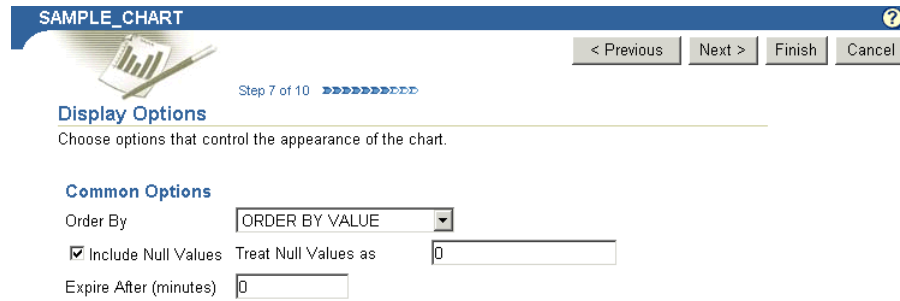 SAMPLE_CHART
?
< Previous Next > Finish Cancel
Step 7 of 10
Display Options
Choose options that control the appearance of the chart.
Common Options
Order By ORDER BY VALUE
Include Null Values Treat Null Values as 0
Expire After (minutes) 0